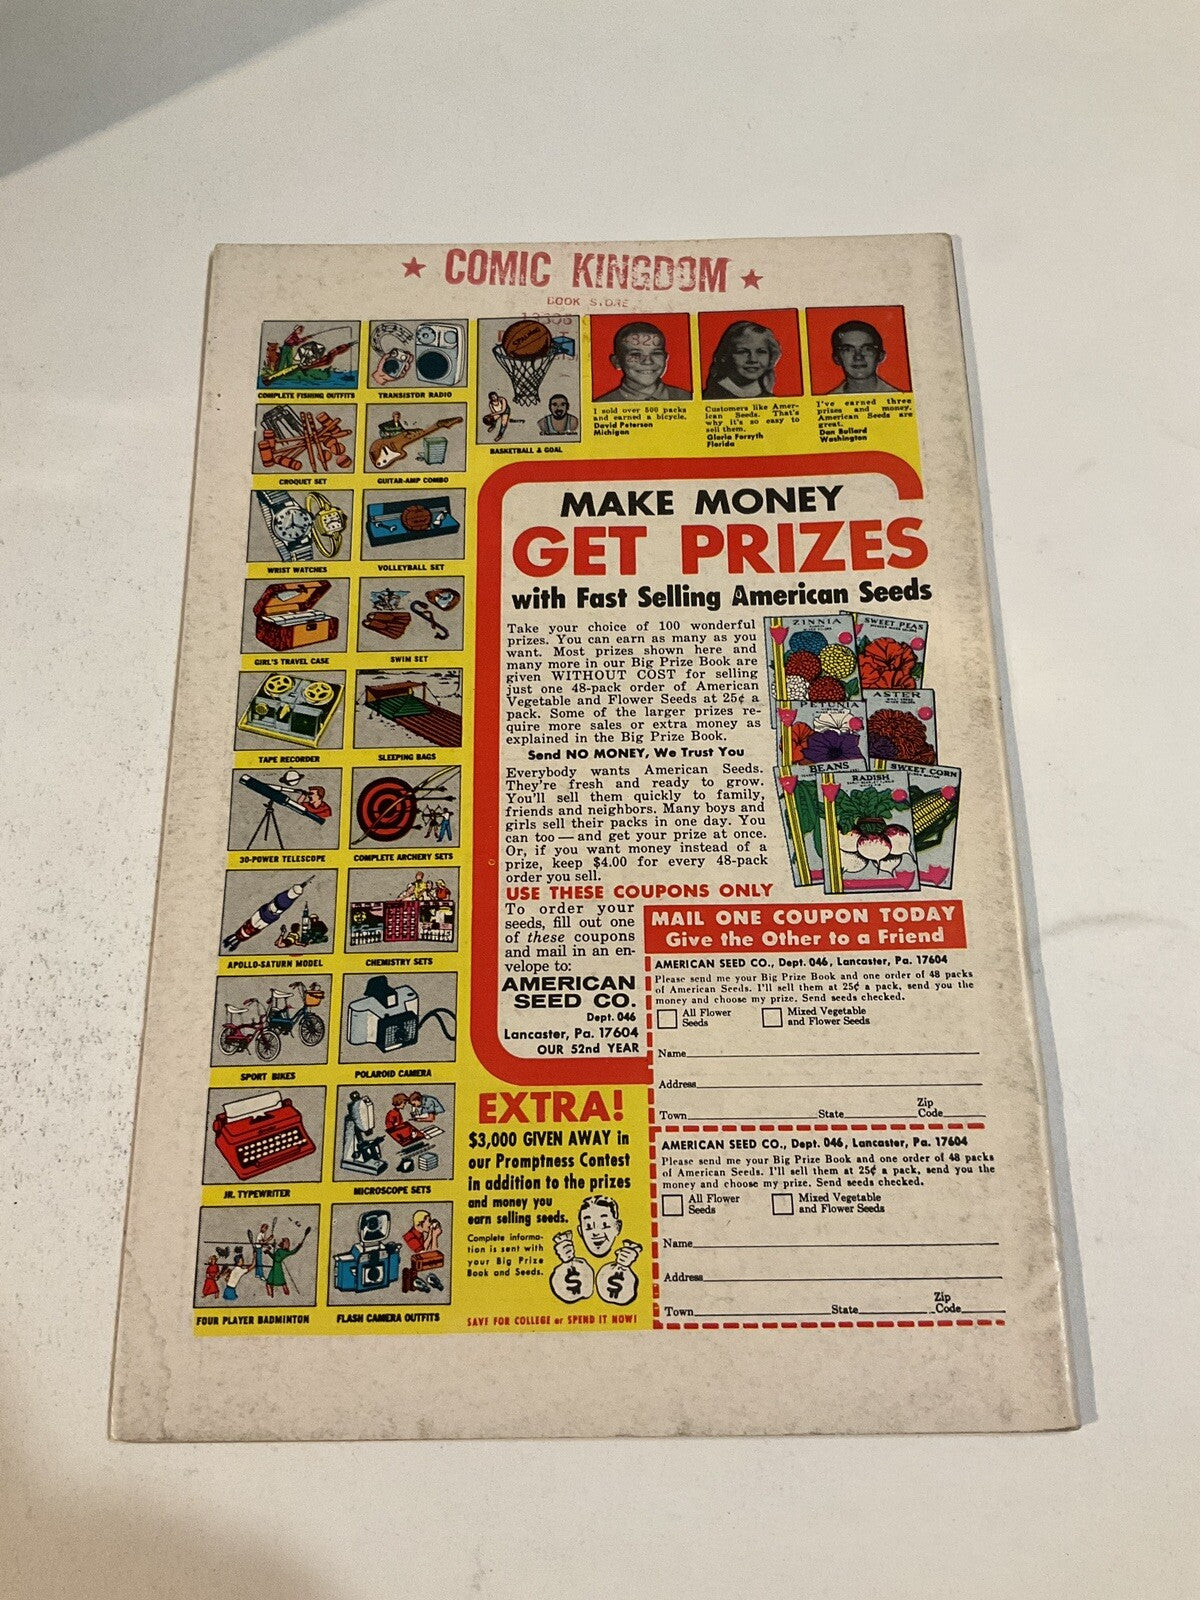 ★ COMIC KINGDOM ★
BOOK STORE
COMPLETE FISHING OUTFITS
TRANSISTOR RADIO
BASKETBALL & GOAL
SPALDING
I sold over 500 packs
and earned a bicycle.
David Peterson
Michigan
Customers like Amer-
ican Seeds. That's
why it's so easy to
sell them.
Gloria Forsyth
Florida
I've earned three
prizes and money.
American Seeds are
great.
Dan Bollard
Washington
CROQUET SET
GUITAR-AMP COMBO
WRIST WATCHES
VOLLEYBALL SET
GIRL'S TRAVEL CASE
SWIM SET
TAPE RECORDER
SLEEPING BAGS
30-POWER TELESCOPE
COMPLETE ARCHERY SETS
APOLLO-SATURN MODEL
CHEMISTRY SETS
SPORT BIKES
POLAROID CAMERA
JR. TYPEWRITER
MICROSCOPE SETS
FOUR PLAYER BADMINTON
FLASH CAMERA OUTFITS
MAKE MONEY
GET PRIZES
with Fast Selling American Seeds
Take your choice of 100 wonderful
prizes. You can earn as many as you
want. Most prizes shown here and
many more in our Big Prize Book are
given WITHOUT COST for selling
just one 48-pack order of American
Vegetable and Flower Seeds at 25¢ a
pack. Some of the larger prizes re-
quire more sales or extra money as
explained in the Big Prize Book.
Send NO MONEY, We Trust You
Everybody wants American Seeds.
They're fresh and ready to grow.
You'll sell them quickly to family,
friends and neighbors. Many boys and
girls sell their packs in one day. You
can too — and get your prize at once.
Or, if you want money instead of a
prize, keep $4.00 for every 48-pack
order you sell.
ZINNIA
SWEET PEAS
PETUNIA
ASTER
BEANS
RADISH
SWEET CORN
USE THESE COUPONS ONLY
To order your
seeds, fill out one
of these coupons
and mail in an en-
velope to:
AMERICAN
SEED CO.
Dept. 046
Lancaster, Pa. 17604
OUR 52nd YEAR
MAIL ONE COUPON TODAY
Give the Other to a Friend
AMERICAN SEED CO., Dept. 046, Lancaster, Pa. 17604
Please send me your Big Prize Book and one order of 48 packs
of American Seeds. I'll sell them at 25¢ a pack, send you the
money and choose my prize. Send seeds checked.
All Flower
Seeds
Mixed Vegetable
and Flower Seeds
Name
Address
Town State Zip Code
AMERICAN SEED CO., Dept. 046, Lancaster, Pa. 17604
Please send me your Big Prize Book and one order of 48 packs
of American Seeds. I'll sell them at 25¢ a pack, send you the
money and choose my prize. Send seeds checked.
All Flower
Seeds
Mixed Vegetable
and Flower Seeds
Name
Address
Town State Zip Code
EXTRA!
$3,000 GIVEN AWAY in
our Promptness Contest
in addition to the prizes
and money you
earn selling seeds.
Complete informa-
tion is sent with
your Big Prize
Book and Seeds.
$ $
SAVE FOR COLLEGE or SPEND IT NOW!